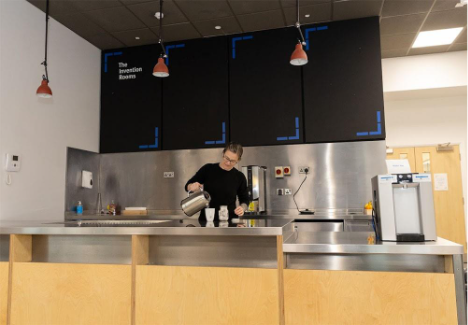 The
Invention
Rooms